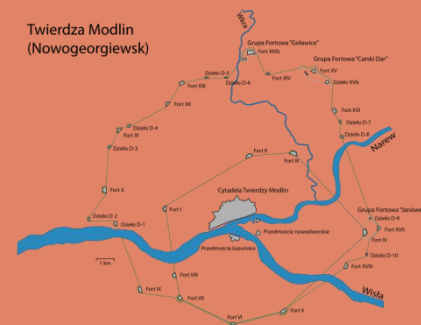 Twierdza Modlin
(Nowogeorgiewsk)
Wkra
Grupa Fortowa "Goławice"
Fort XVb
Grupa Fortowa "Carski Dar"
Dzieło D-5
Dzieło D-6
Fort XIV
Fort XV
Dzieło XVb
Fort XIII
Fort XII
Fort XVI
Dzieło D-4
Fort XI
Dzieło D-7
Dzieło D-8
Dzieło D-3
Narew
Fort II
Fort III
Fort X
Cytadela Twierdzy Modlin
Fort I
Grupa Fortowa "Janówek"
Dzieło D-2
Dzieło D-1
Dzieło D-9
Fort XVII
Przedmoście nowodworskie
Przedmoście kazuńskie
Fort IV
Dzieło D-10
1 km
Fort XVIII
Fort VIII
Fort IX
Fort VII
Wisła
Fort V
Fort VI